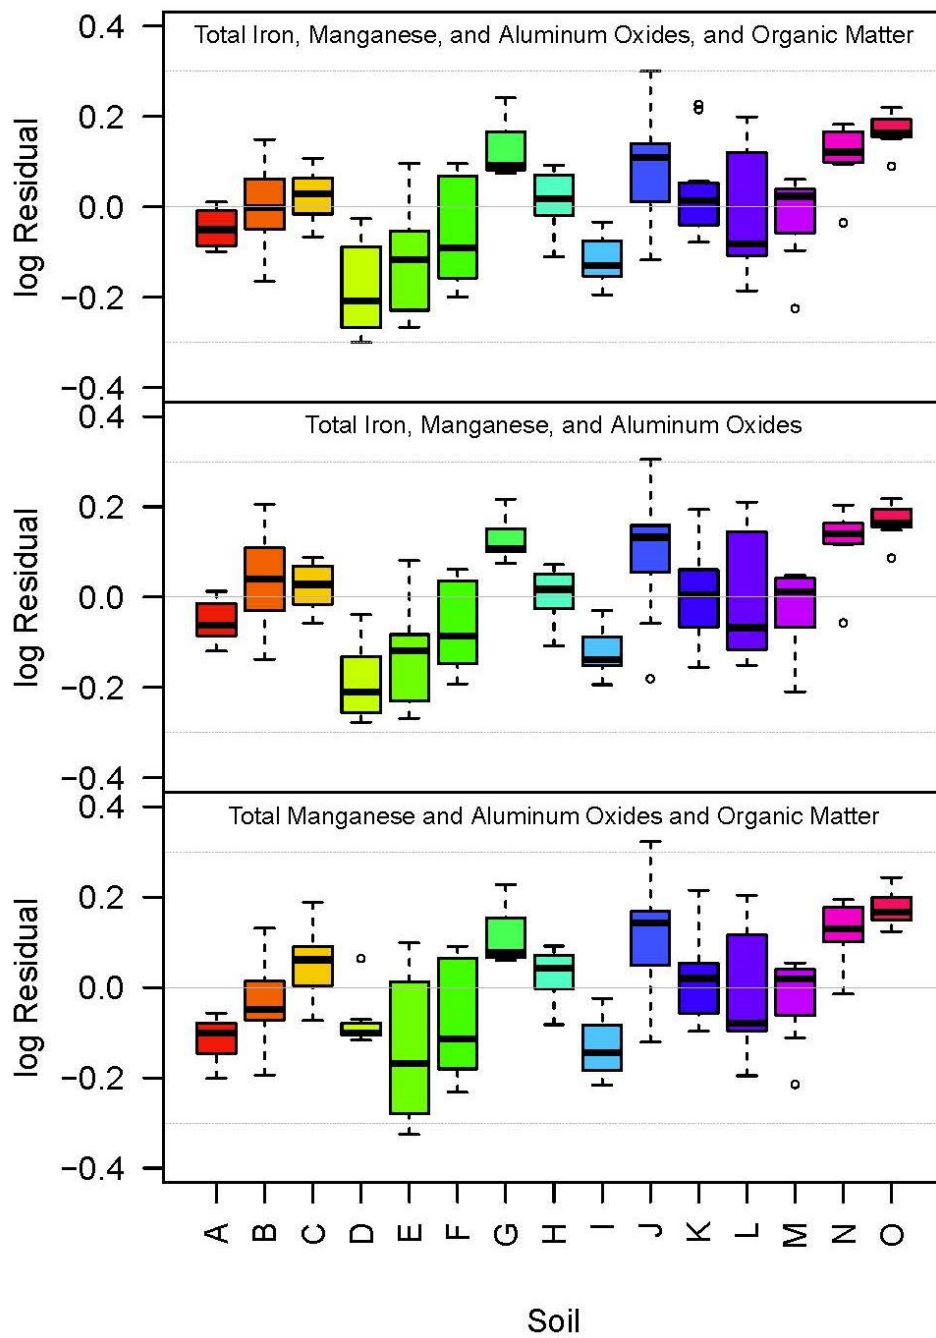 Total Iron, Manganese, and Aluminum Oxides, and Organic Matter
0.4
0.2
0.0
−0.2
−0.4
log Residual
Total Iron, Manganese, and Aluminum Oxides
0.4
0.2
0.0
−0.2
−0.4
log Residual
Total Manganese and Aluminum Oxides and Organic Matter
0.4
0.2
0.0
−0.2
−0.4
log Residual
A B C D E F G H I J K L M N O
Soil